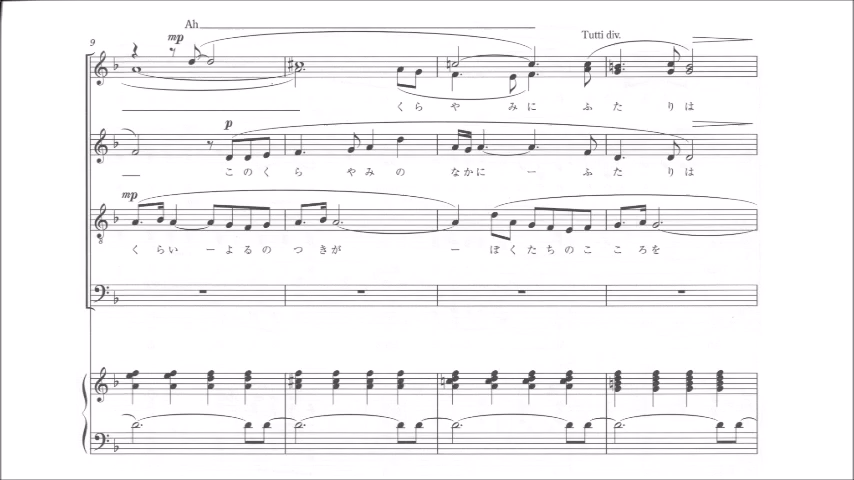 Ah
Tutti div.
9
mp
くらやみにふたりは
p
このくらやみのなかにーふたりは
mp
くらいーよるのつきがーぼくたちのこころを
8